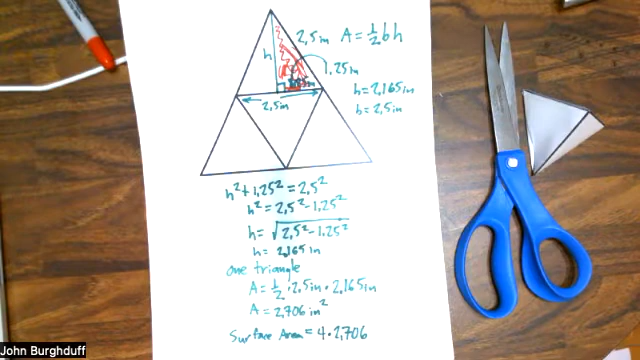 2,5in A = 1/2 bh
h
1.25in
h = 2,165in
b = 2,5in
2,5in
h² + 1,25² = 2,5²
h² = 2,5² - 1,25²
h = √2,5² - 1,25²
h = 2,165 in
one triangle
A = 1/2 · 2,5in · 2,165in
A = 2,706 in²
Surface Area = 4 · 2,706
John Burghduff